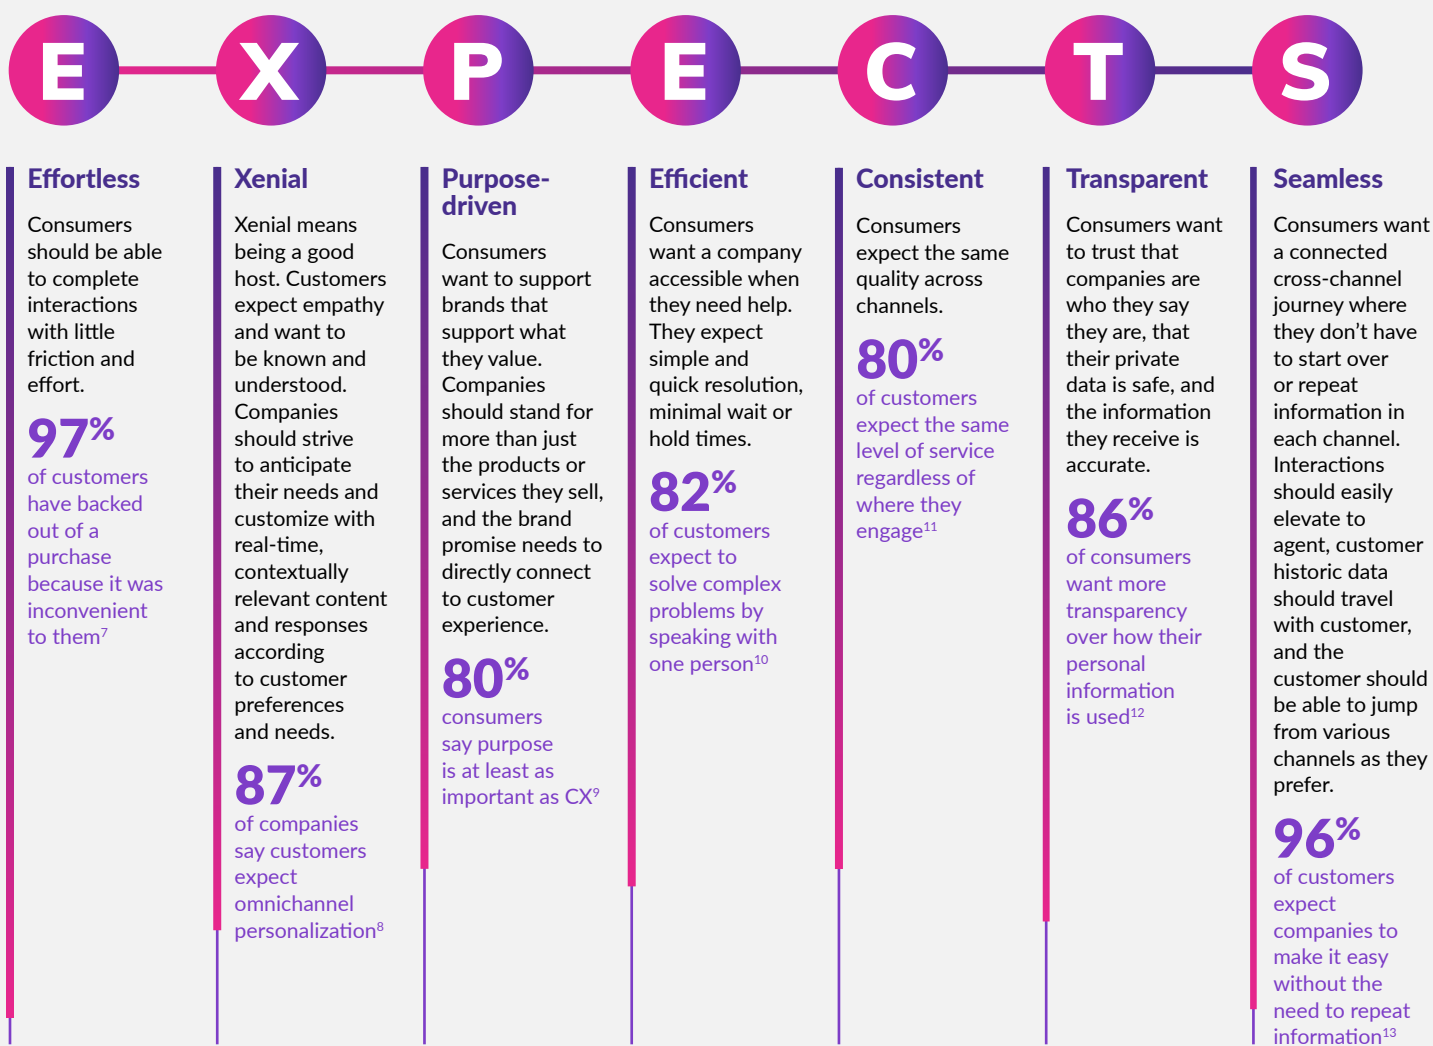 E X P E C T S
Effortless
Consumers
should be able
to complete
interactions
with little
friction and
effort.
97%
of customers
have backed
out of a
purchase
because it was
inconvenient
to them7
Xenial
Xenial means
being a good
host. Customers
expect empathy
and want to
be known and
understood.
Companies
should strive
to anticipate
their needs and
customize with
real-time,
contextually
relevant content
and responses
according
to customer
preferences
and needs.
87%
of companies
say customers
expect
omnichannel
personalization8
Purpose-
driven
Consumers
want to support
brands that
support what
they value.
Companies
should stand for
more than just
the products or
services they sell,
and the brand
promise needs to
directly connect
to customer
experience.
80%
consumers
say purpose
is at least as
important as CX9
Efficient
Consumers
want a company
accessible when
they need help.
They expect
simple and
quick resolution,
minimal wait or
hold times.
82%
of customers
expect to
solve complex
problems by
speaking with
one person10
Consistent
Consumers
expect the same
quality across
channels.
80%
of customers
expect the same
level of service
regardless of
where they
engage11
Transparent
Consumers want
to trust that
companies are
who they say
they are, that
their private
data is safe, and
the information
they receive is
accurate.
86%
of consumers
want more
transparency
over how their
personal
information
is used12
Seamless
Consumers want
a connected
cross-channel
journey where
they don’t have
to start over
or repeat
information in
each channel.
Interactions
should easily
elevate to
agent, customer
historic data
should travel
with customer,
and the
customer should
be able to jump
from various
channels as they
prefer.
96%
of customers
expect
companies to
make it easy
without the
need to repeat
information13